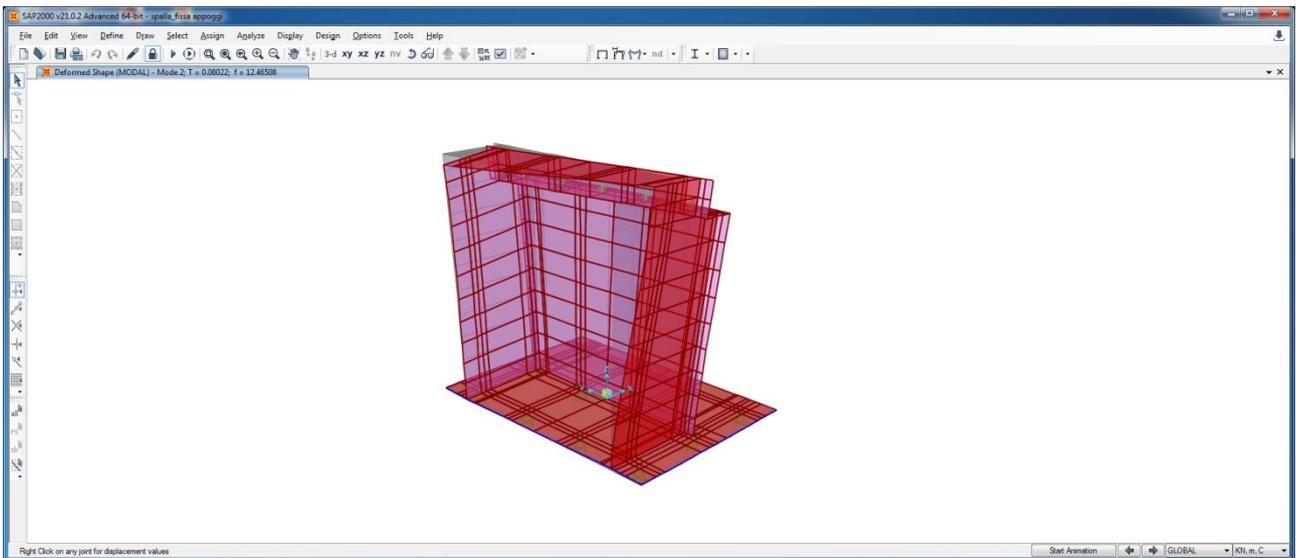 SAP2000 v21.0.2 Advanced 64-bit - spalla_fissa appoggi
File Edit View Define Draw Select Assign Analyze Display Design Options Tools Help
3-d xy xz yz nv nd
Deformed Shape (MODAL) - Mode 2; T = 0.08022; f = 12.46508
Right Click on any joint for displacement values
Start Animation GLOBAL KN, m, C